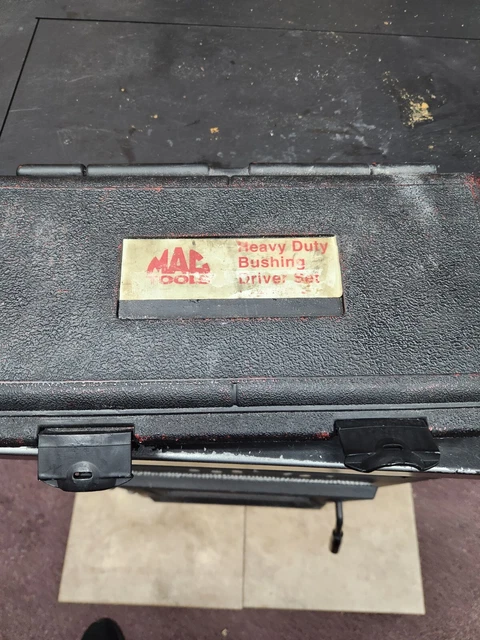 MAC
TOOLS
Heavy Duty
Bushing
Driver Set